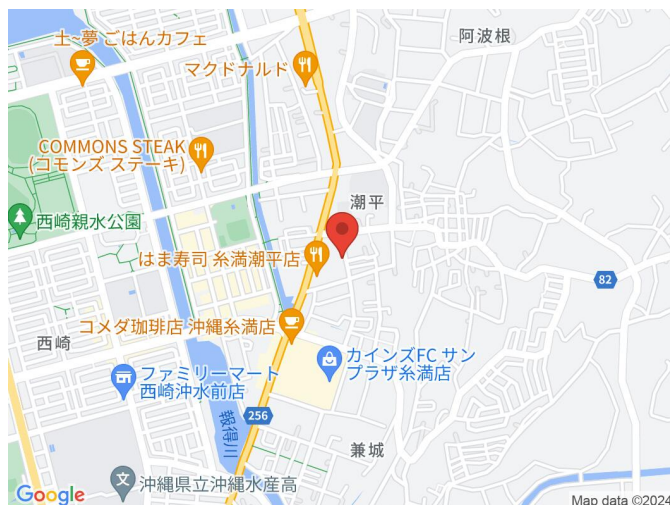 土~夢 ごはんカフェ
阿波根
マクドナルド
COMMONS STEAK
(コモンズ ステーキ)
潮平
西崎親水公園
はま寿司 糸満潮平店
82
コメダ珈琲店 沖縄糸満店
西崎
カインズFC サン
プラザ糸満店
ファミリーマート
西崎沖水前店
256
報得川
兼城
沖縄県立沖縄水産高
Google
Map data ©2024